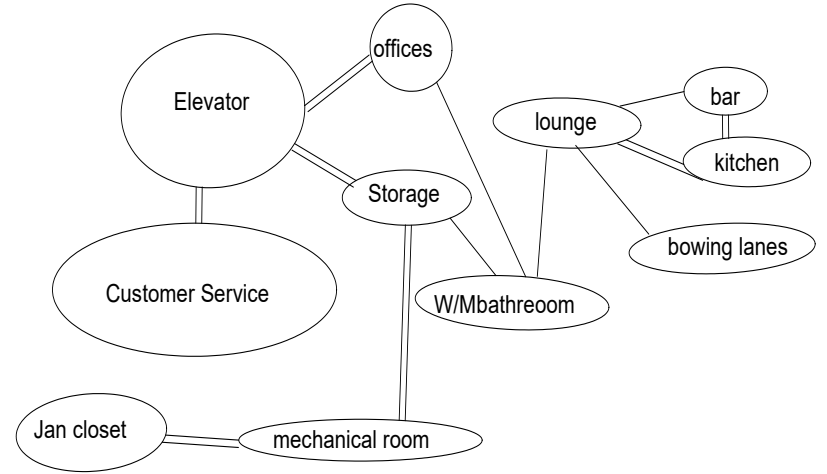 offices
Elevator
bar
lounge
kitchen
Storage
bowing lanes
Customer Service
W/Mbathreoom
Jan closet
mechanical room